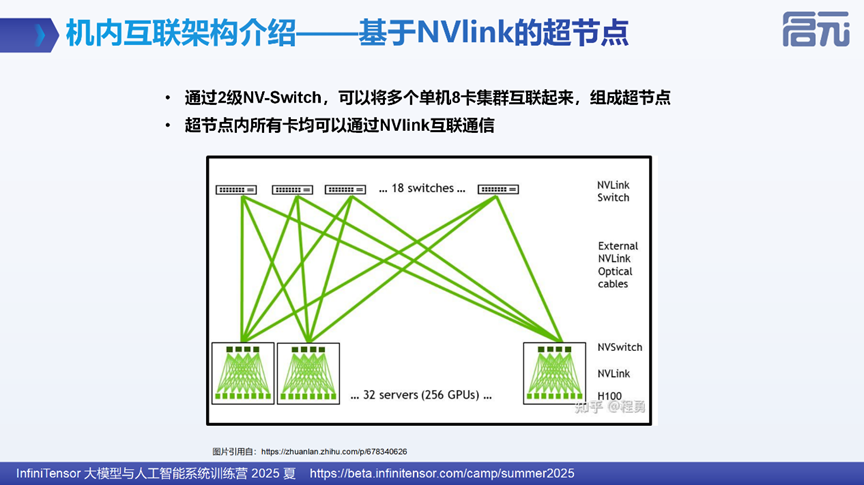 机内互联架构介绍——基于NVlink的超节点
启元
• 通过2级NV-Switch，可以将多个单机8卡集群互联起来，组成超节点
• 超节点内所有卡均可以通过NVlink互联通信
... 18 switches ...
NVLink
Switch
External
NVLink
Optical
cables
NVSwitch
NVLink
... 32 servers (256 GPUs) ...
H100
知乎 @程勇
图片引用自：https://zhuanlan.zhihu.com/p/678340626
InfiniTensor 大模型与人工智能系统训练营 2025 夏 https://beta.infinitensor.com/camp/summer2025